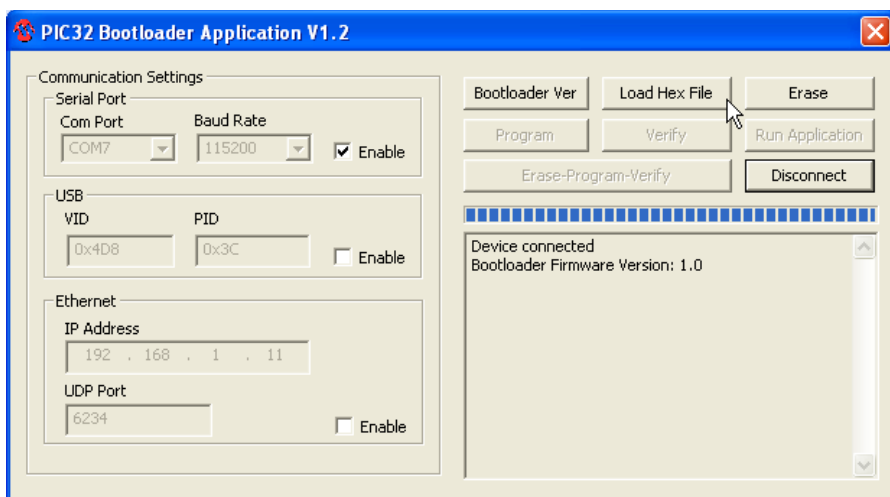 PIC32 Bootloader Application V1.2
Communication Settings
Serial Port
Com Port Baud Rate
COM7 115200 Enable
USB
VID PID
0x4D8 0x3C Enable
Ethernet
IP Address
192 . 168 . 1 . 11
UDP Port
6234 Enable
Bootloader Ver Load Hex File Erase
Program Verify Run Application
Erase-Program-Verify Disconnect
Device connected
Bootloader Firmware Version: 1.0